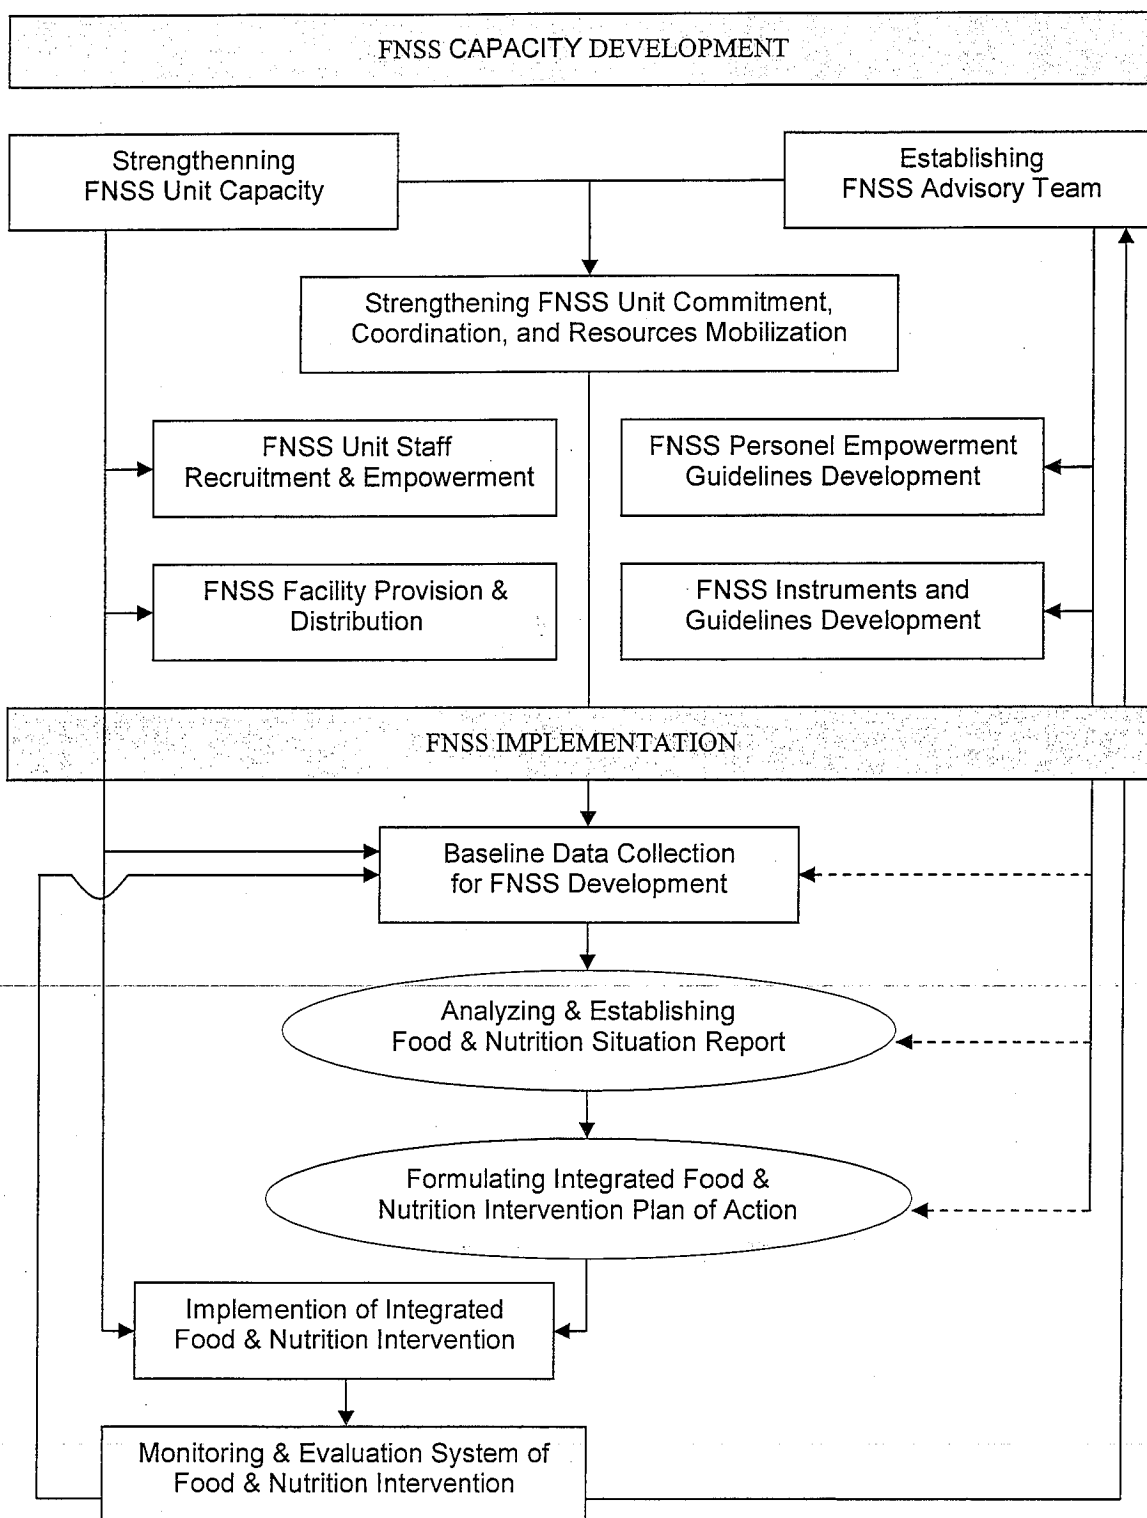 FNSS CAPACITY DEVELOPMENT
Strengthenning
FNSS Unit Capacity
Establishing
FNSS Advisory Team
Strengthening FNSS Unit Commitment,
Coordination, and Resources Mobilization
FNSS Unit Staff
Recruitment & Empowerment
FNSS Personel Empowerment
Guidelines Development
FNSS Facility Provision &
Distribution
FNSS Instruments and
Guidelines Development
FNSS IMPLEMENTATION
Baseline Data Collection
for FNSS Development
Analyzing & Establishing
Food & Nutrition Situation Report
Formulating Integrated Food &
Nutrition Intervention Plan of Action
Implemention of Integrated
Food & Nutrition Intervention
Monitoring & Evaluation System of
Food & Nutrition Intervention